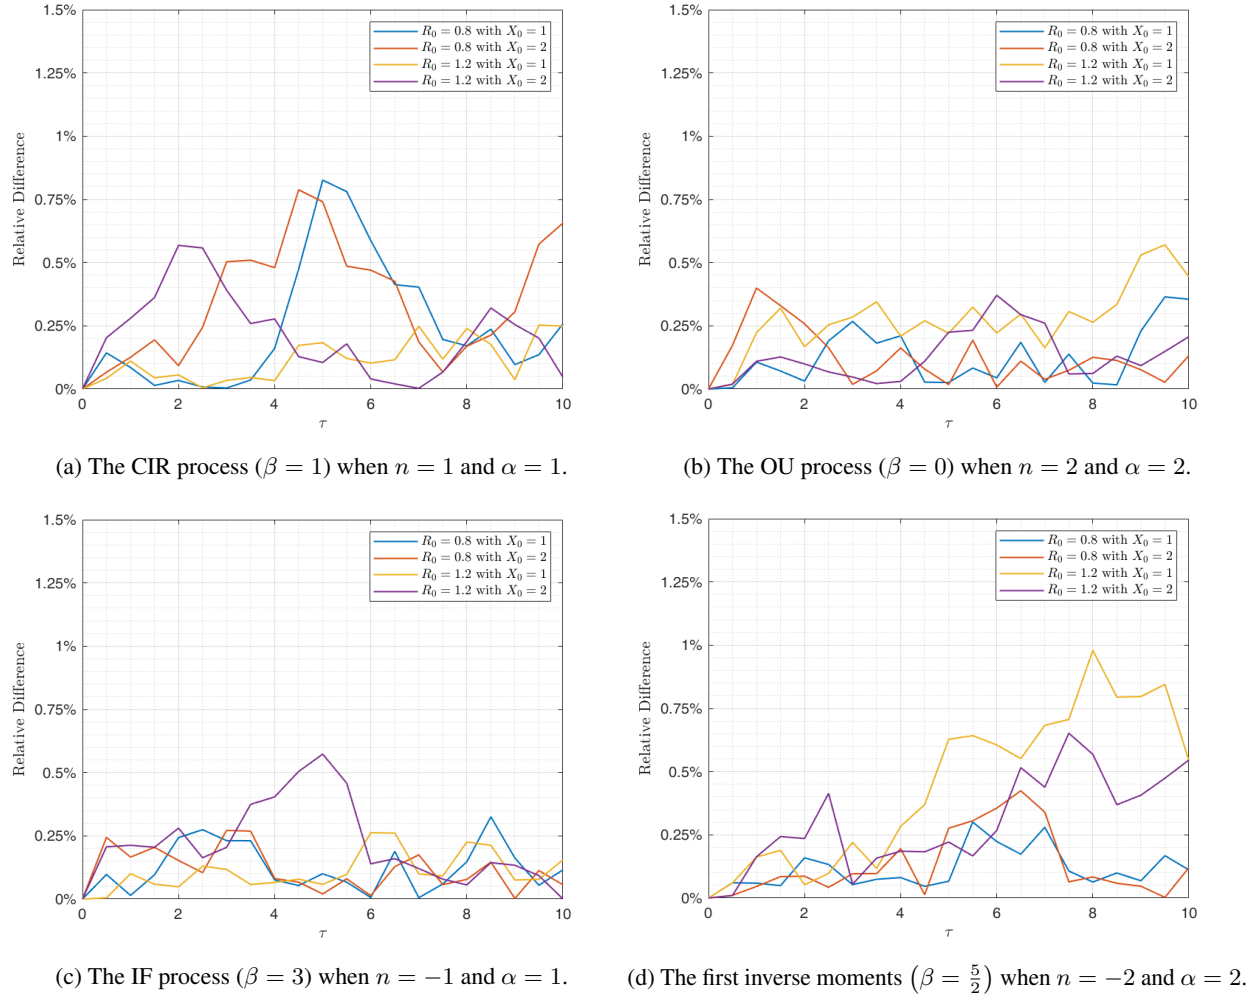 1.5%
1.25%
1%
0.75%
0.5%
0.25%
0%
Relative Difference
R₀ = 0.8 with X₀ = 1
R₀ = 0.8 with X₀ = 2
R₀ = 1.2 with X₀ = 1
R₀ = 1.2 with X₀ = 2
0 2 4 6 8 10
τ
(a) The CIR process (β = 1) when n = 1 and α = 1.
1.5%
1.25%
1%
0.75%
0.5%
0.25%
0%
Relative Difference
R₀ = 0.8 with X₀ = 1
R₀ = 0.8 with X₀ = 2
R₀ = 1.2 with X₀ = 1
R₀ = 1.2 with X₀ = 2
0 2 4 6 8 10
τ
(b) The OU process (β = 0) when n = 2 and α = 2.
1.5%
1.25%
1%
0.75%
0.5%
0.25%
0%
Relative Difference
R₀ = 0.8 with X₀ = 1
R₀ = 0.8 with X₀ = 2
R₀ = 1.2 with X₀ = 1
R₀ = 1.2 with X₀ = 2
0 2 4 6 8 10
τ
(c) The IF process (β = 3) when n = −1 and α = 1.
1.5%
1.25%
1%
0.75%
0.5%
0.25%
0%
Relative Difference
R₀ = 0.8 with X₀ = 1
R₀ = 0.8 with X₀ = 2
R₀ = 1.2 with X₀ = 1
R₀ = 1.2 with X₀ = 2
0 2 4 6 8 10
τ
(d) The first inverse moments (β = 5/2) when n = −2 and α = 2.